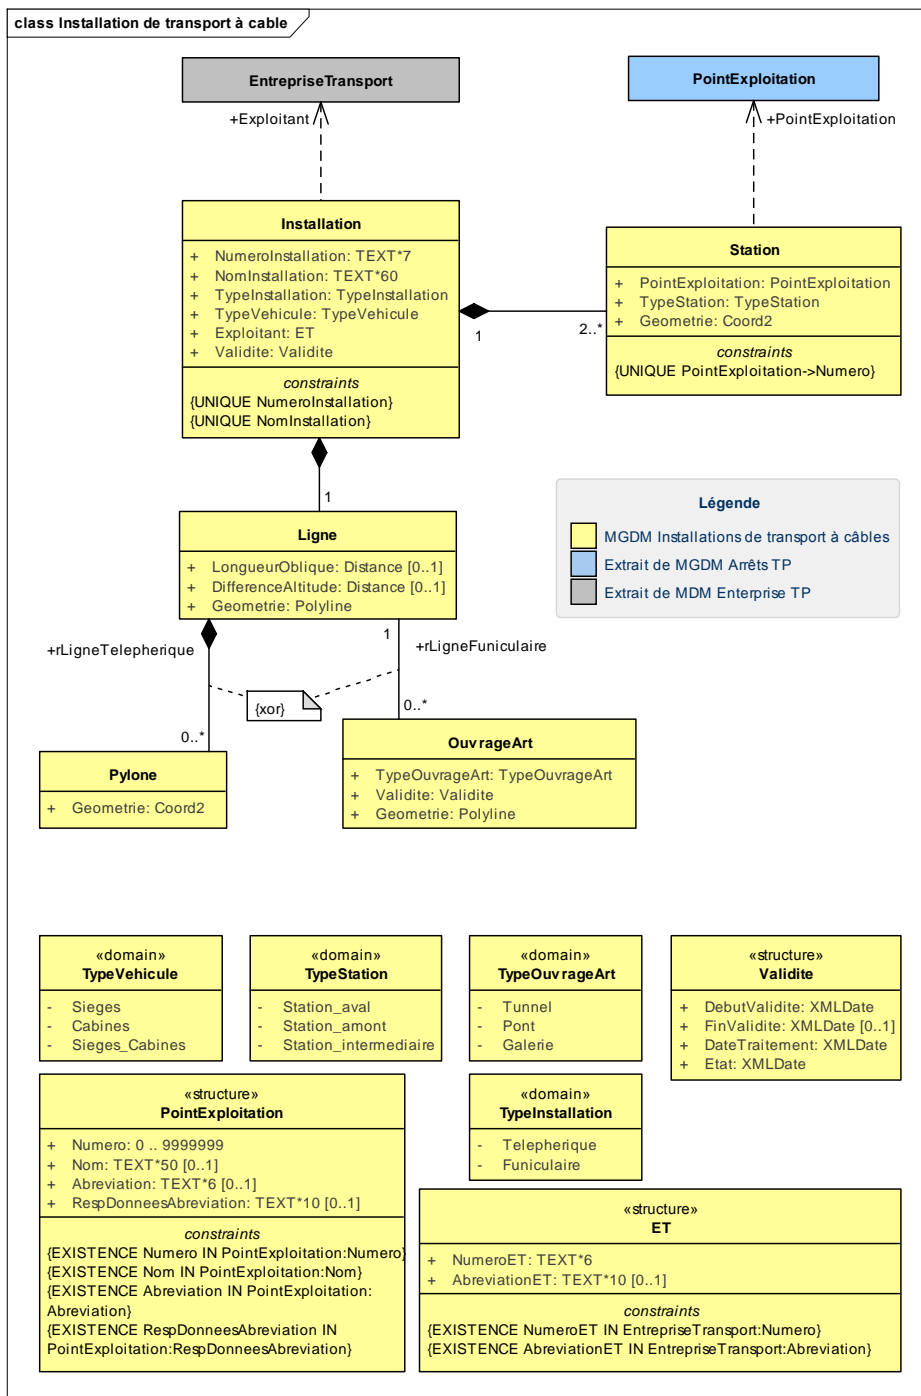 class Installation de transport à cable
EntrepriseTransport
PointExploitation
+Exploitant
+PointExploitation
Installation
+ NumeroInstallation: TEXT*7
+ NomInstallation: TEXT*60
+ TypeInstallation: TypeInstallation
+ TypeVehicule: TypeVehicule
+ Exploitant: ET
+ Validite: Validite
constraints
{UNIQUE NumeroInstallation}
{UNIQUE NomInstallation}
Station
+ PointExploitation: PointExploitation
+ TypeStation: TypeStation
+ Geometrie: Coord2
constraints
{UNIQUE PointExploitation->Numero}
1
2..*
1
Ligne
+ LongueurOblique: Distance [0..1]
+ DifferenceAltitude: Distance [0..1]
+ Geometrie: Polyline
Légende
MGDM Installations de transport à câbles
Extrait de MGDM Arrêts TP
Extrait de MDM Enterprise TP
+rLigneTelepherique
1
+rLigneFuniculaire
{xor}
0..*
0..*
Pylone
+ Geometrie: Coord2
OuvrageArt
+ TypeOuvrageArt: TypeOuvrageArt
+ Validite: Validite
+ Geometrie: Polyline
«domain»
TypeVehicule
- Sieges
- Cabines
- Sieges_Cabines
«domain»
TypeStation
- Station_aval
- Station_amont
- Station_intermediaire
«domain»
TypeOuvrageArt
- Tunnel
- Pont
- Galerie
«structure»
Validite
+ DebutValidite: XMLDate
+ FinValidite: XMLDate [0..1]
+ DateTraitement: XMLDate
+ Etat: XMLDate
«structure»
PointExploitation
+ Numero: 0 .. 9999999
+ Nom: TEXT*50 [0..1]
+ Abreviation: TEXT*6 [0..1]
+ RespDonneesAbreviation: TEXT*10 [0..1]
constraints
{EXISTENCE Numero IN PointExploitation:Numero}
{EXISTENCE Nom IN PointExploitation:Nom}
{EXISTENCE Abreviation IN PointExploitation:
Abreviation}
{EXISTENCE RespDonneesAbreviation IN
PointExploitation:RespDonneesAbreviation}
«domain»
TypeInstallation
- Telepherique
- Funiculaire
«structure»
ET
+ NumeroET: TEXT*6
+ AbreviationET: TEXT*10 [0..1]
constraints
{EXISTENCE NumeroET IN EntrepriseTransport:Numero}
{EXISTENCE AbreviationET IN EntrepriseTransport:Abreviation}